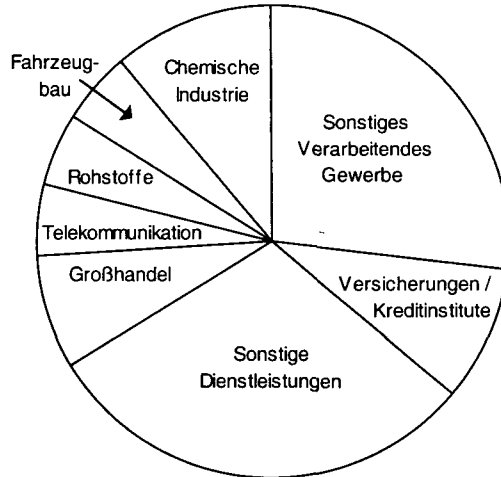 Fahrzeug-
bau
Chemische
Industrie
Sonstiges
Verarbeitendes
Gewerbe
Rohstoffe
Telekommunikation
Großhandel
Versicherungen /
Kreditinstitute
Sonstige
Dienstleistungen